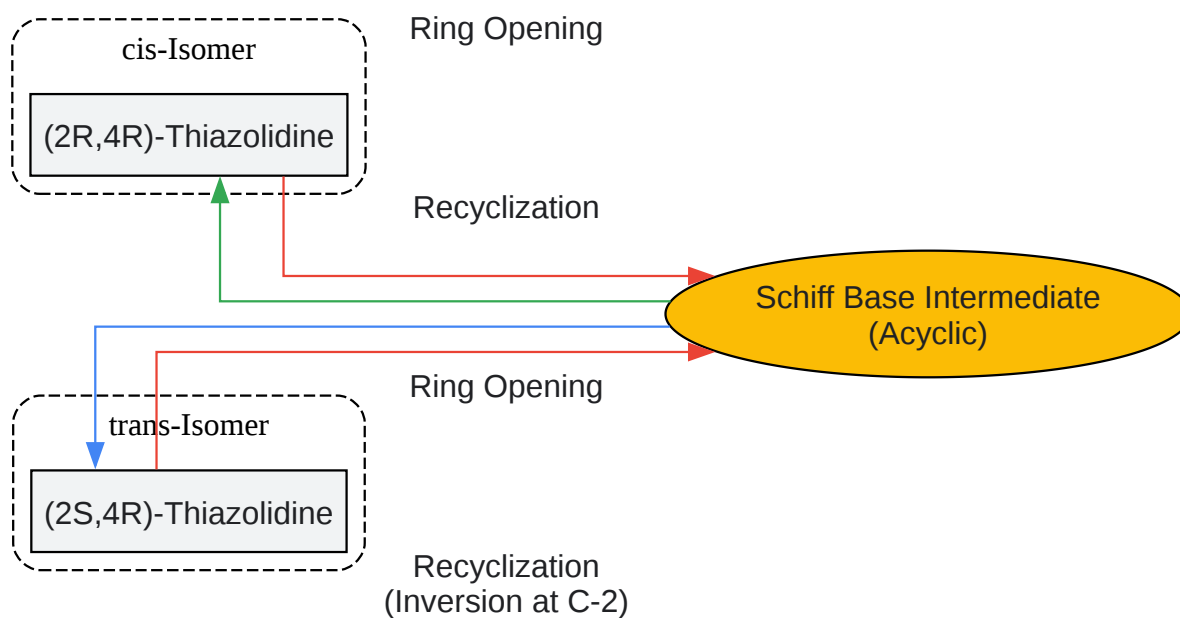 Ring Opening
cis-Isomer
(2R,4R)-Thiazolidine
Recyclization
Schiff Base Intermediate
(Acyclic)
Ring Opening
trans-Isomer
(2S,4R)-Thiazolidine
Recyclization
(Inversion at C-2)